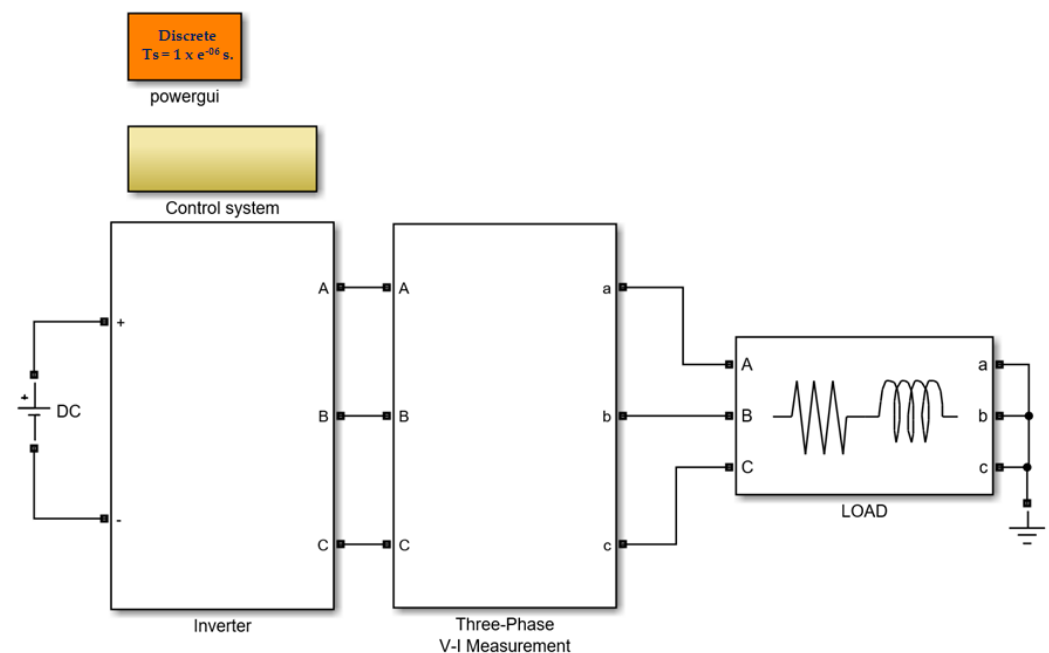 Discrete
Ts = 1 x e-06 s.
powergui
Control system
A
A
a
+
A
a
+
DC
B
B
b
B
b
C
c
-
C
C
c
LOAD
Inverter
Three-Phase
V-I Measurement